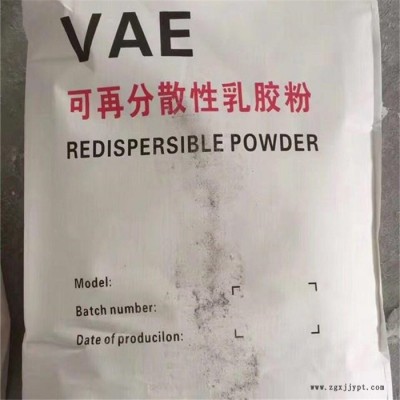 VAE
可再分散性乳胶粉
REDISPERSIBLE POWDER
Model:
Batch number:
Date of producilon:
www.zgxjjypt.com